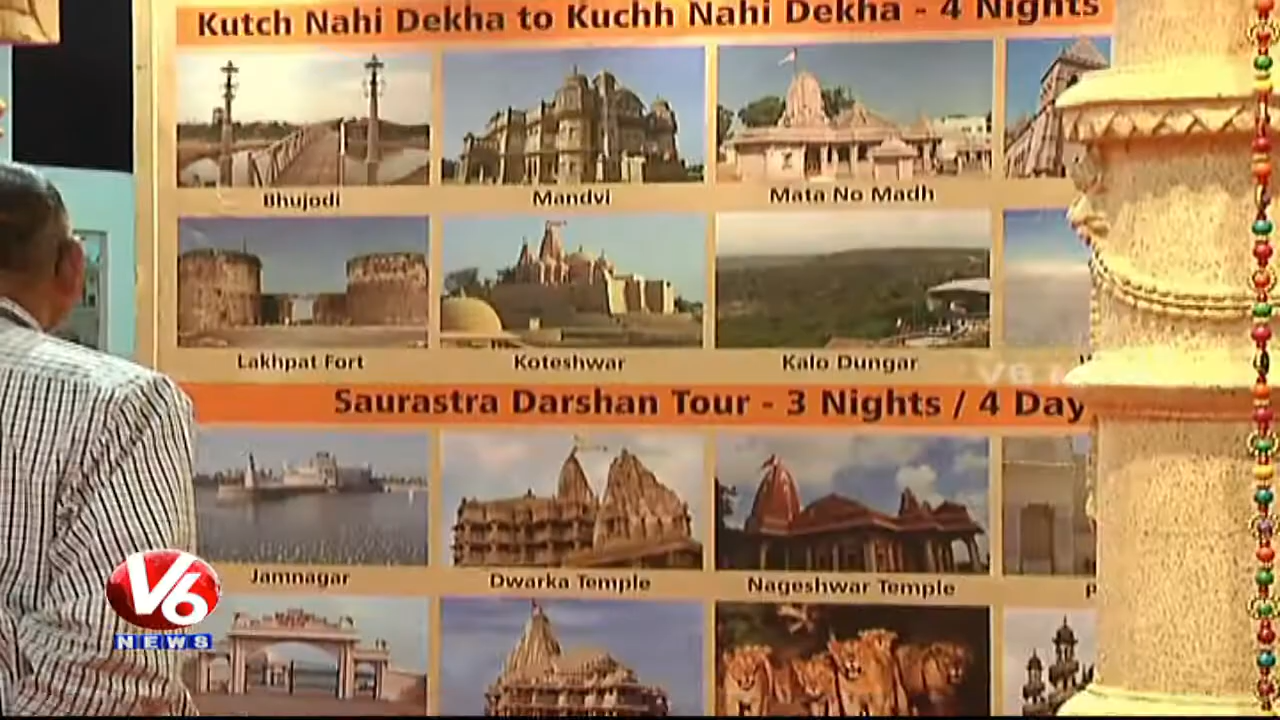 Kutch Nahi Dekha to Kuchh Nahi Dekha - 4 Nights
Bhujodi
Mandvi
Mata No Madh
Lakhpat Fort
Koteshwar
Kalo Dungar
V6
Saurastra Darshan Tour - 3 Nights / 4 Day
Jamnagar
Dwarka Temple
Nageshwar Temple
P
V6
NEWS